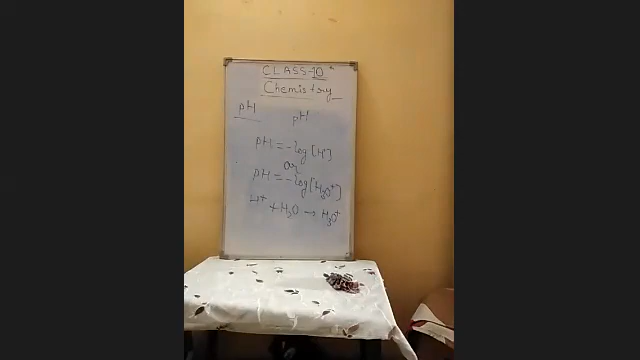 CLASS-10
Chemistry
pH
pH
pH = -log[H⁺]
Or
pH = -log[H₃O⁺]
H⁺ + H₂O → H₃O⁺